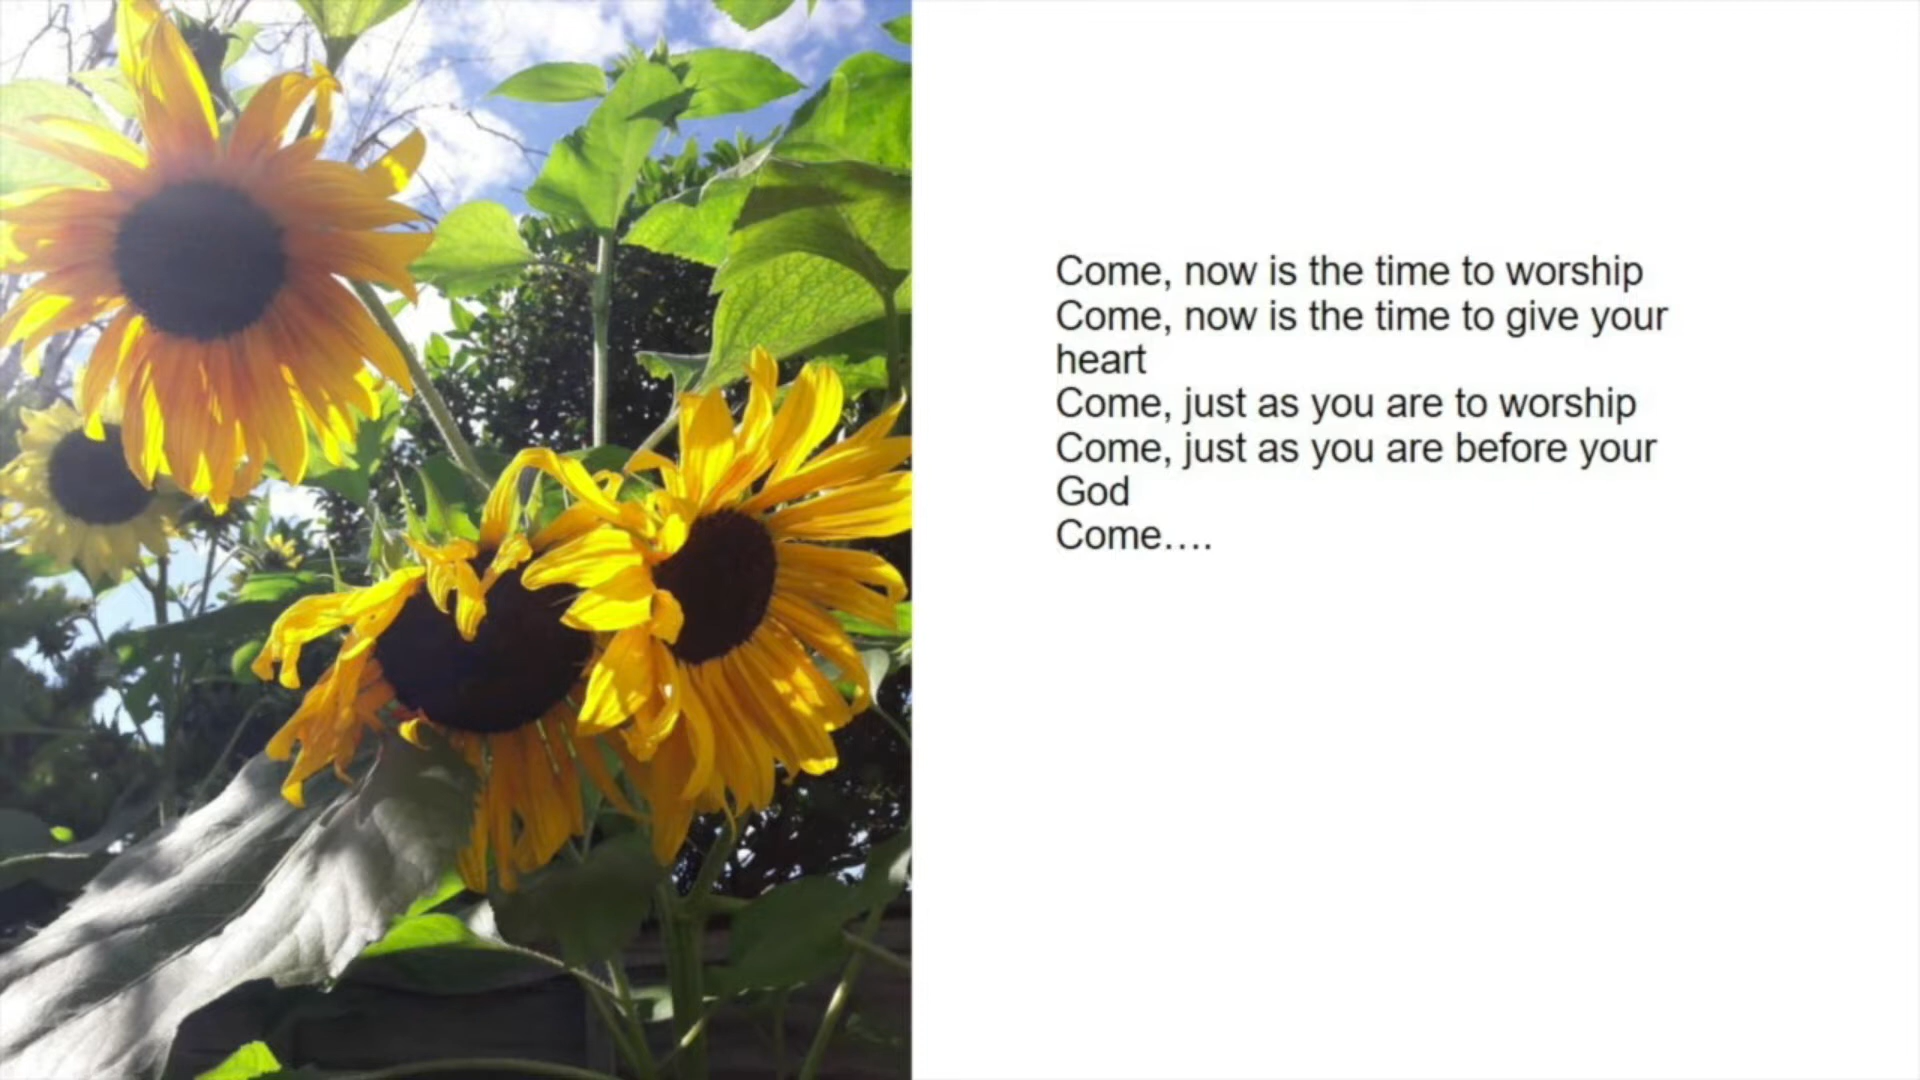 Come, now is the time to worship
Come, now is the time to give your
heart
Come, just as you are to worship
Come, just as you are before your
God
Come….